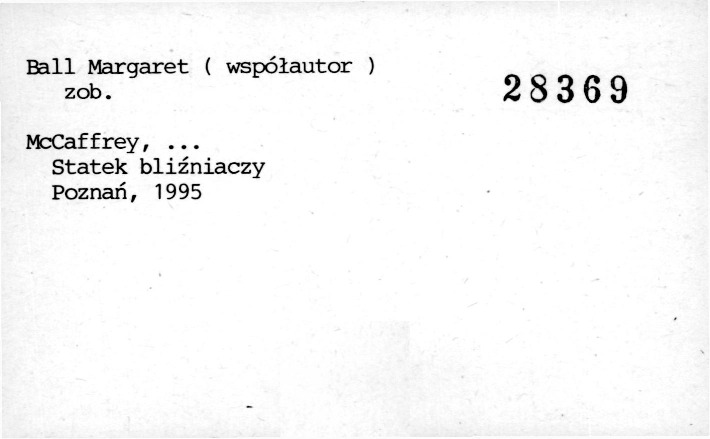 Ball Margaret ( współautor )
zob.
28369
McCaffrey, ...
Statek bliźniaczy
Poznań, 1995